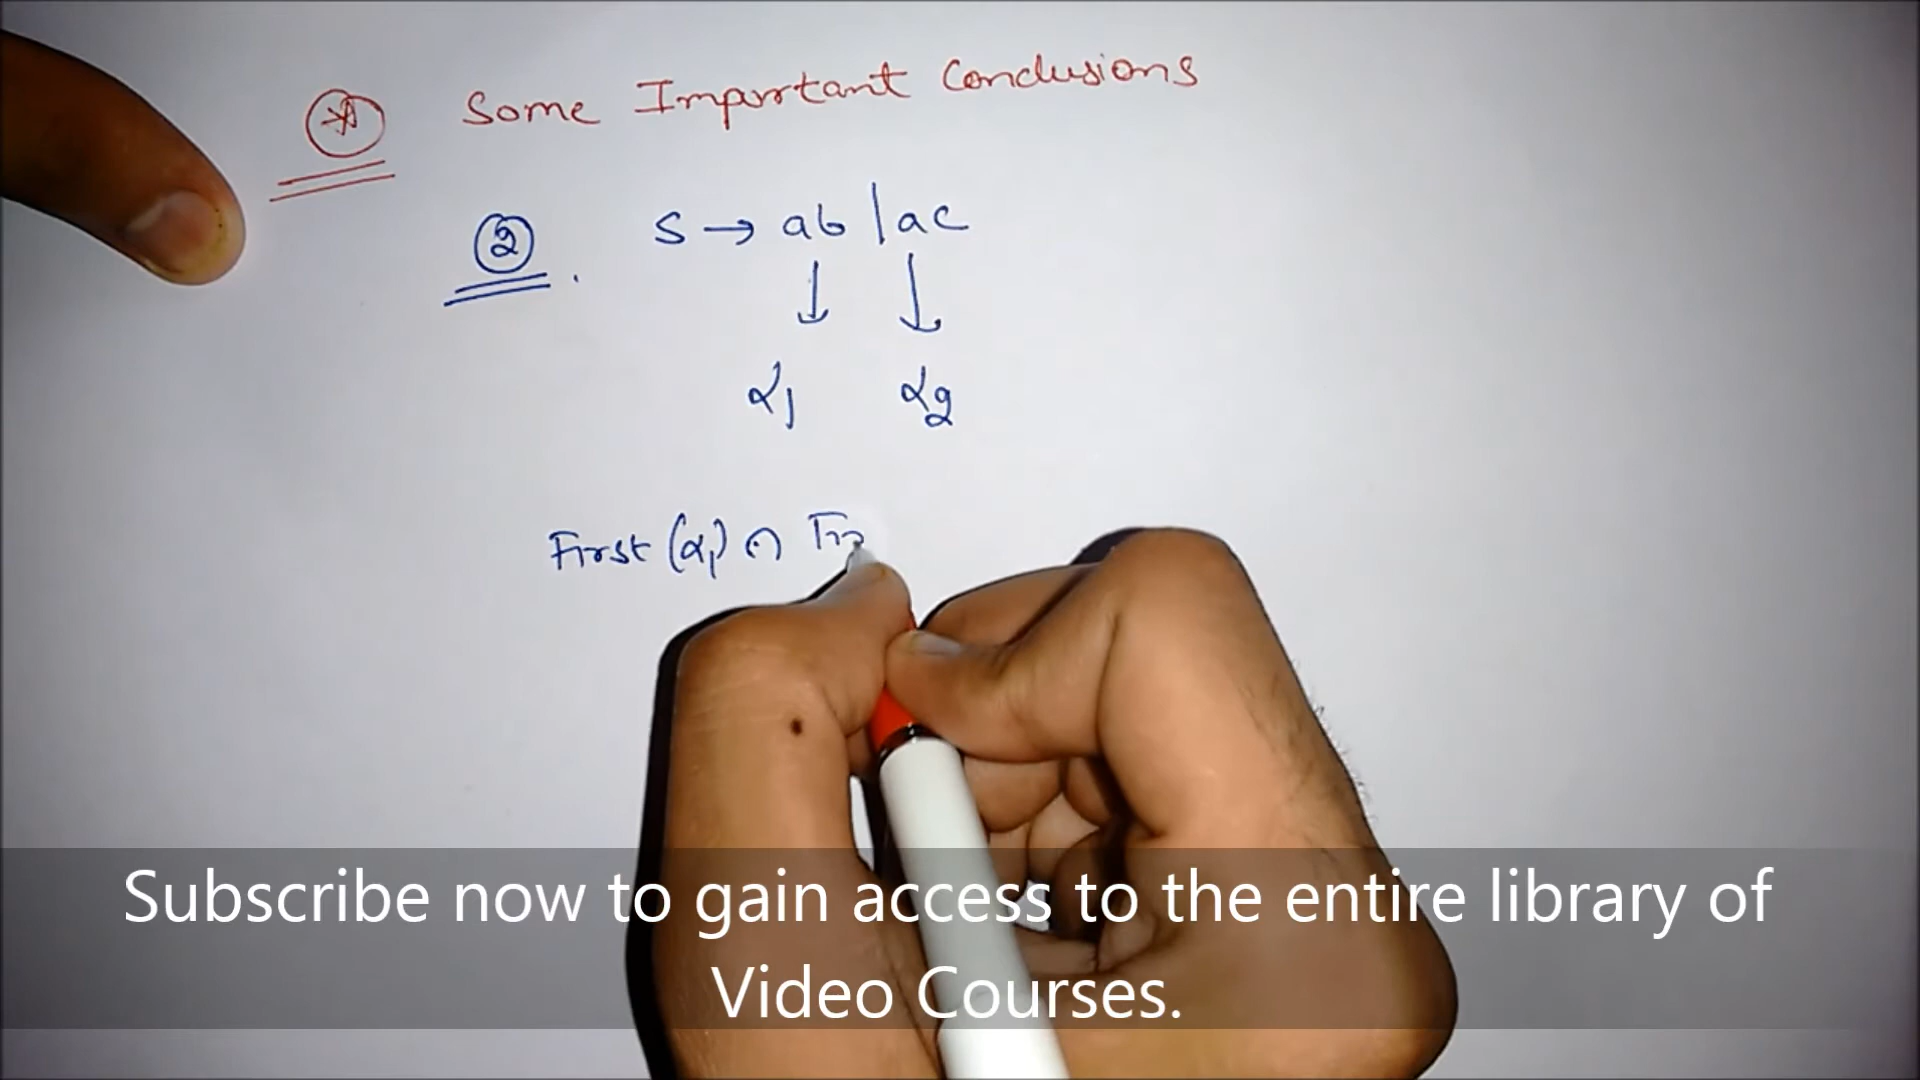 * Some Important Conclusions
2. S → ab | ac
↓ ↓
α1 α2
First (α1) ∩ Fir
Subscribe now to gain access to the entire library of
Video Courses.